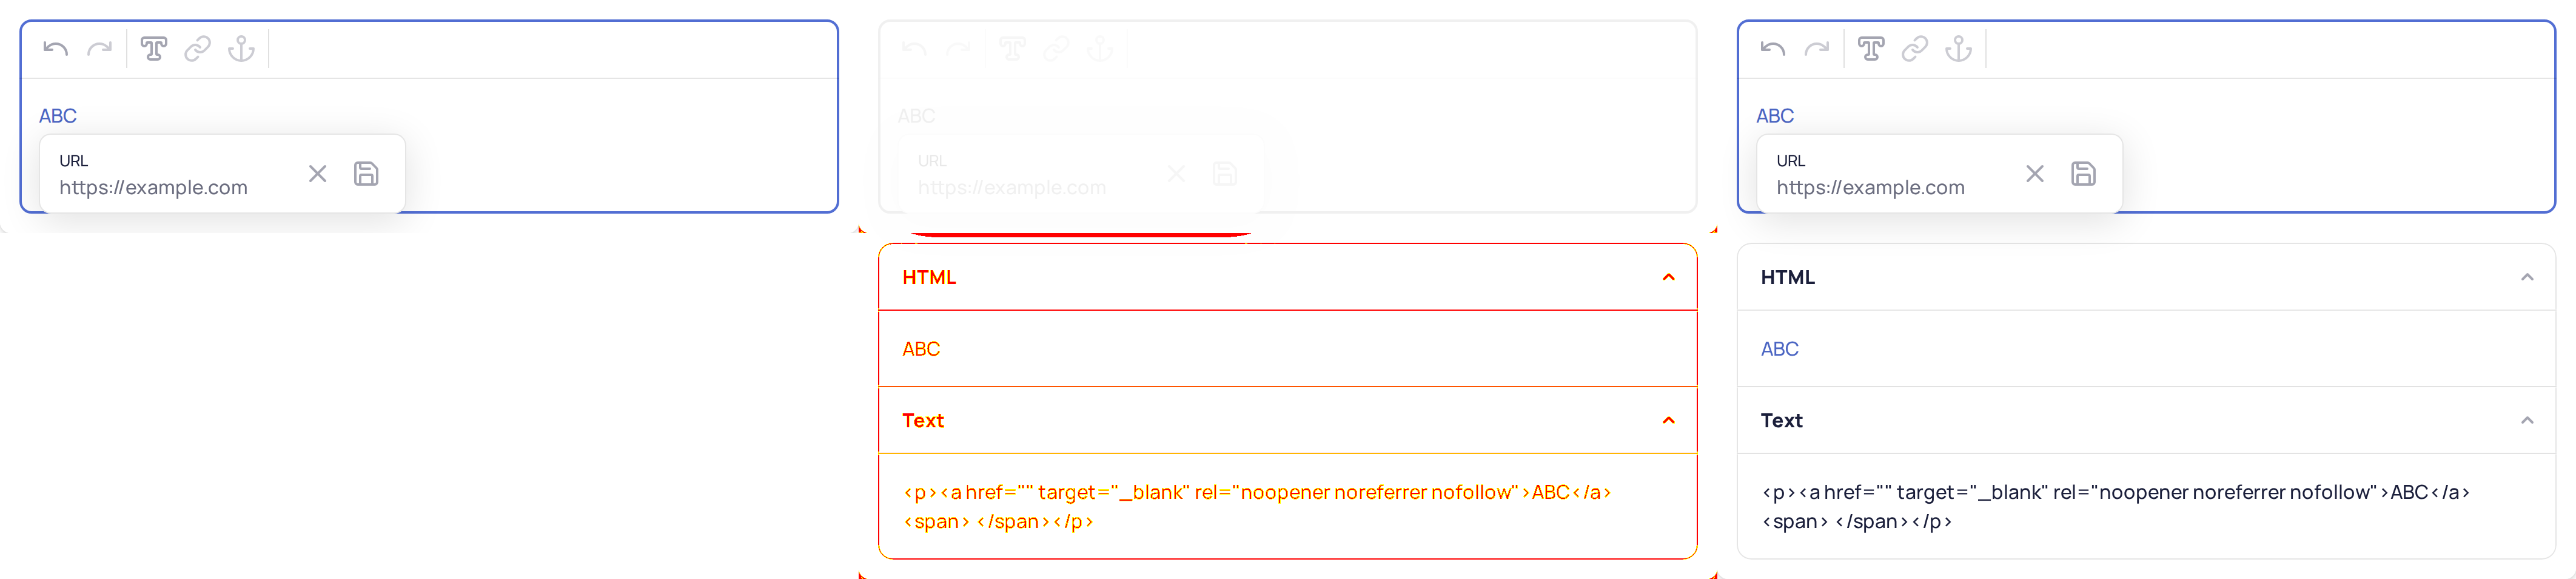 ABC
URL
https://example.com
ABC
URL
https://example.com
HTML
ABC
Text
<p><a href="" target="_blank" rel="noopener noreferrer nofollow">ABC</a>
<span> </span></p>
ABC
URL
https://example.com
HTML
ABC
Text
<p><a href="" target="_blank" rel="noopener noreferrer nofollow">ABC</a>
<span> </span></p>